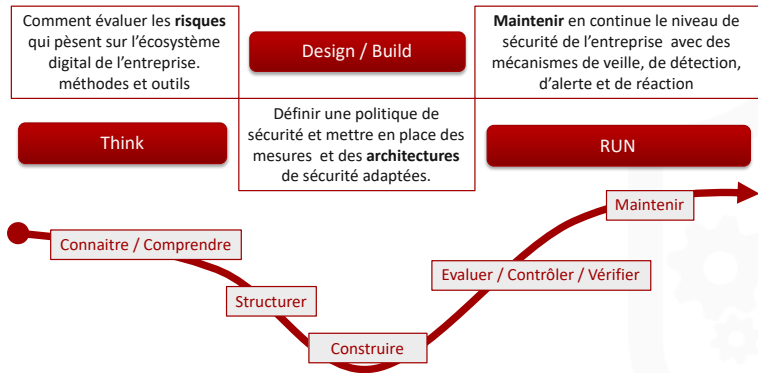 Comment évaluer les risques
qui pèsent sur l'écosystème
digital de l'entreprise.
méthodes et outils
Think
Design / Build
Définir une politique de
sécurité et mettre en place des
mesures et des architectures
de sécurité adaptées.
Maintenir en continue le niveau de
sécurité de l'entreprise avec des
mécanismes de veille, de détection,
d'alerte et de réaction
RUN
Connaitre / Comprendre
Structurer
Construire
Evaluer / Contrôler / Vérifier
Maintenir